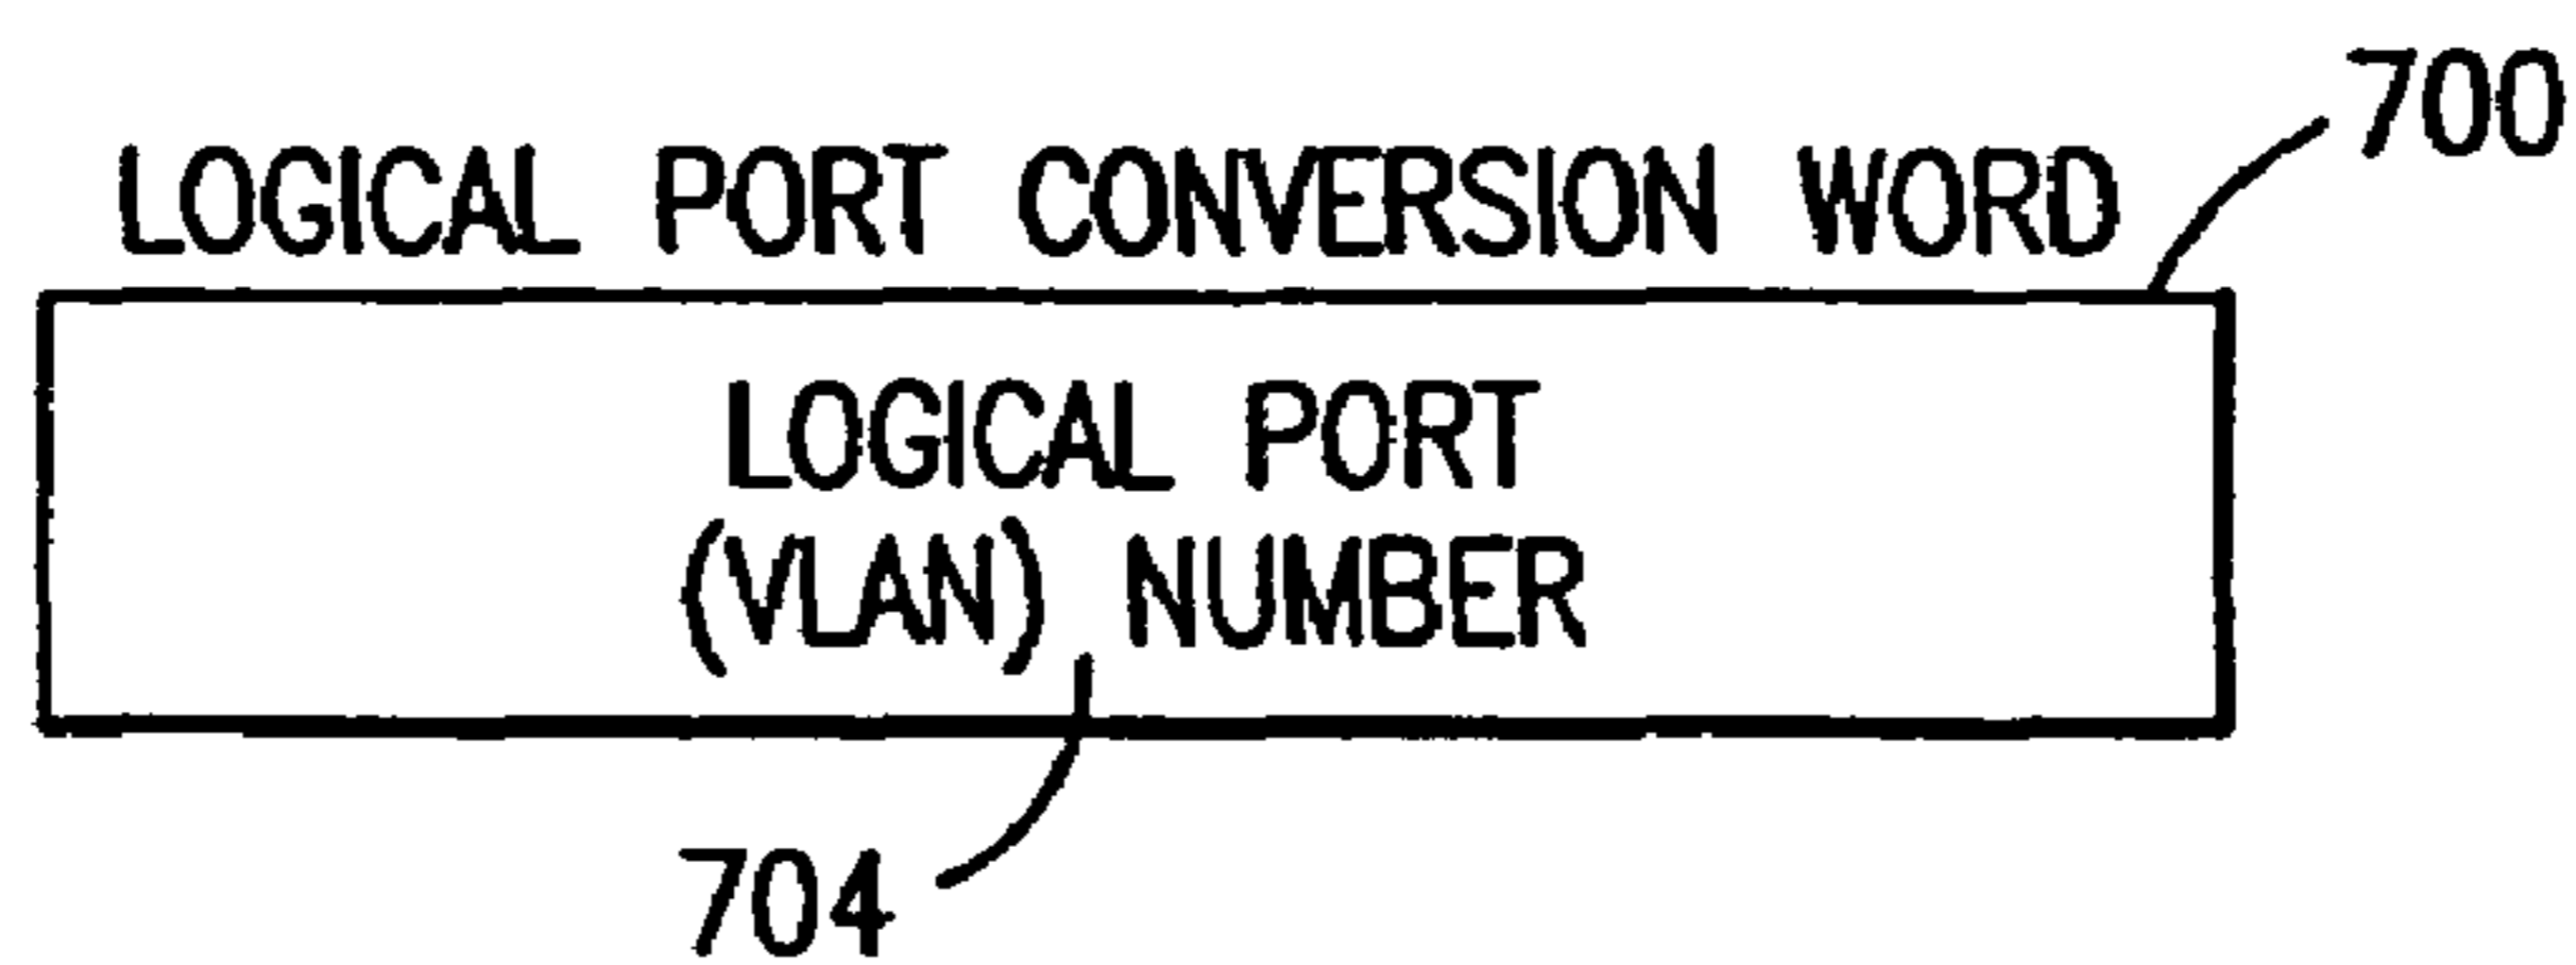 700
LOGICAL PORT CONVERSION WORD
LOGICAL PORT
(VLAN) NUMBER
704